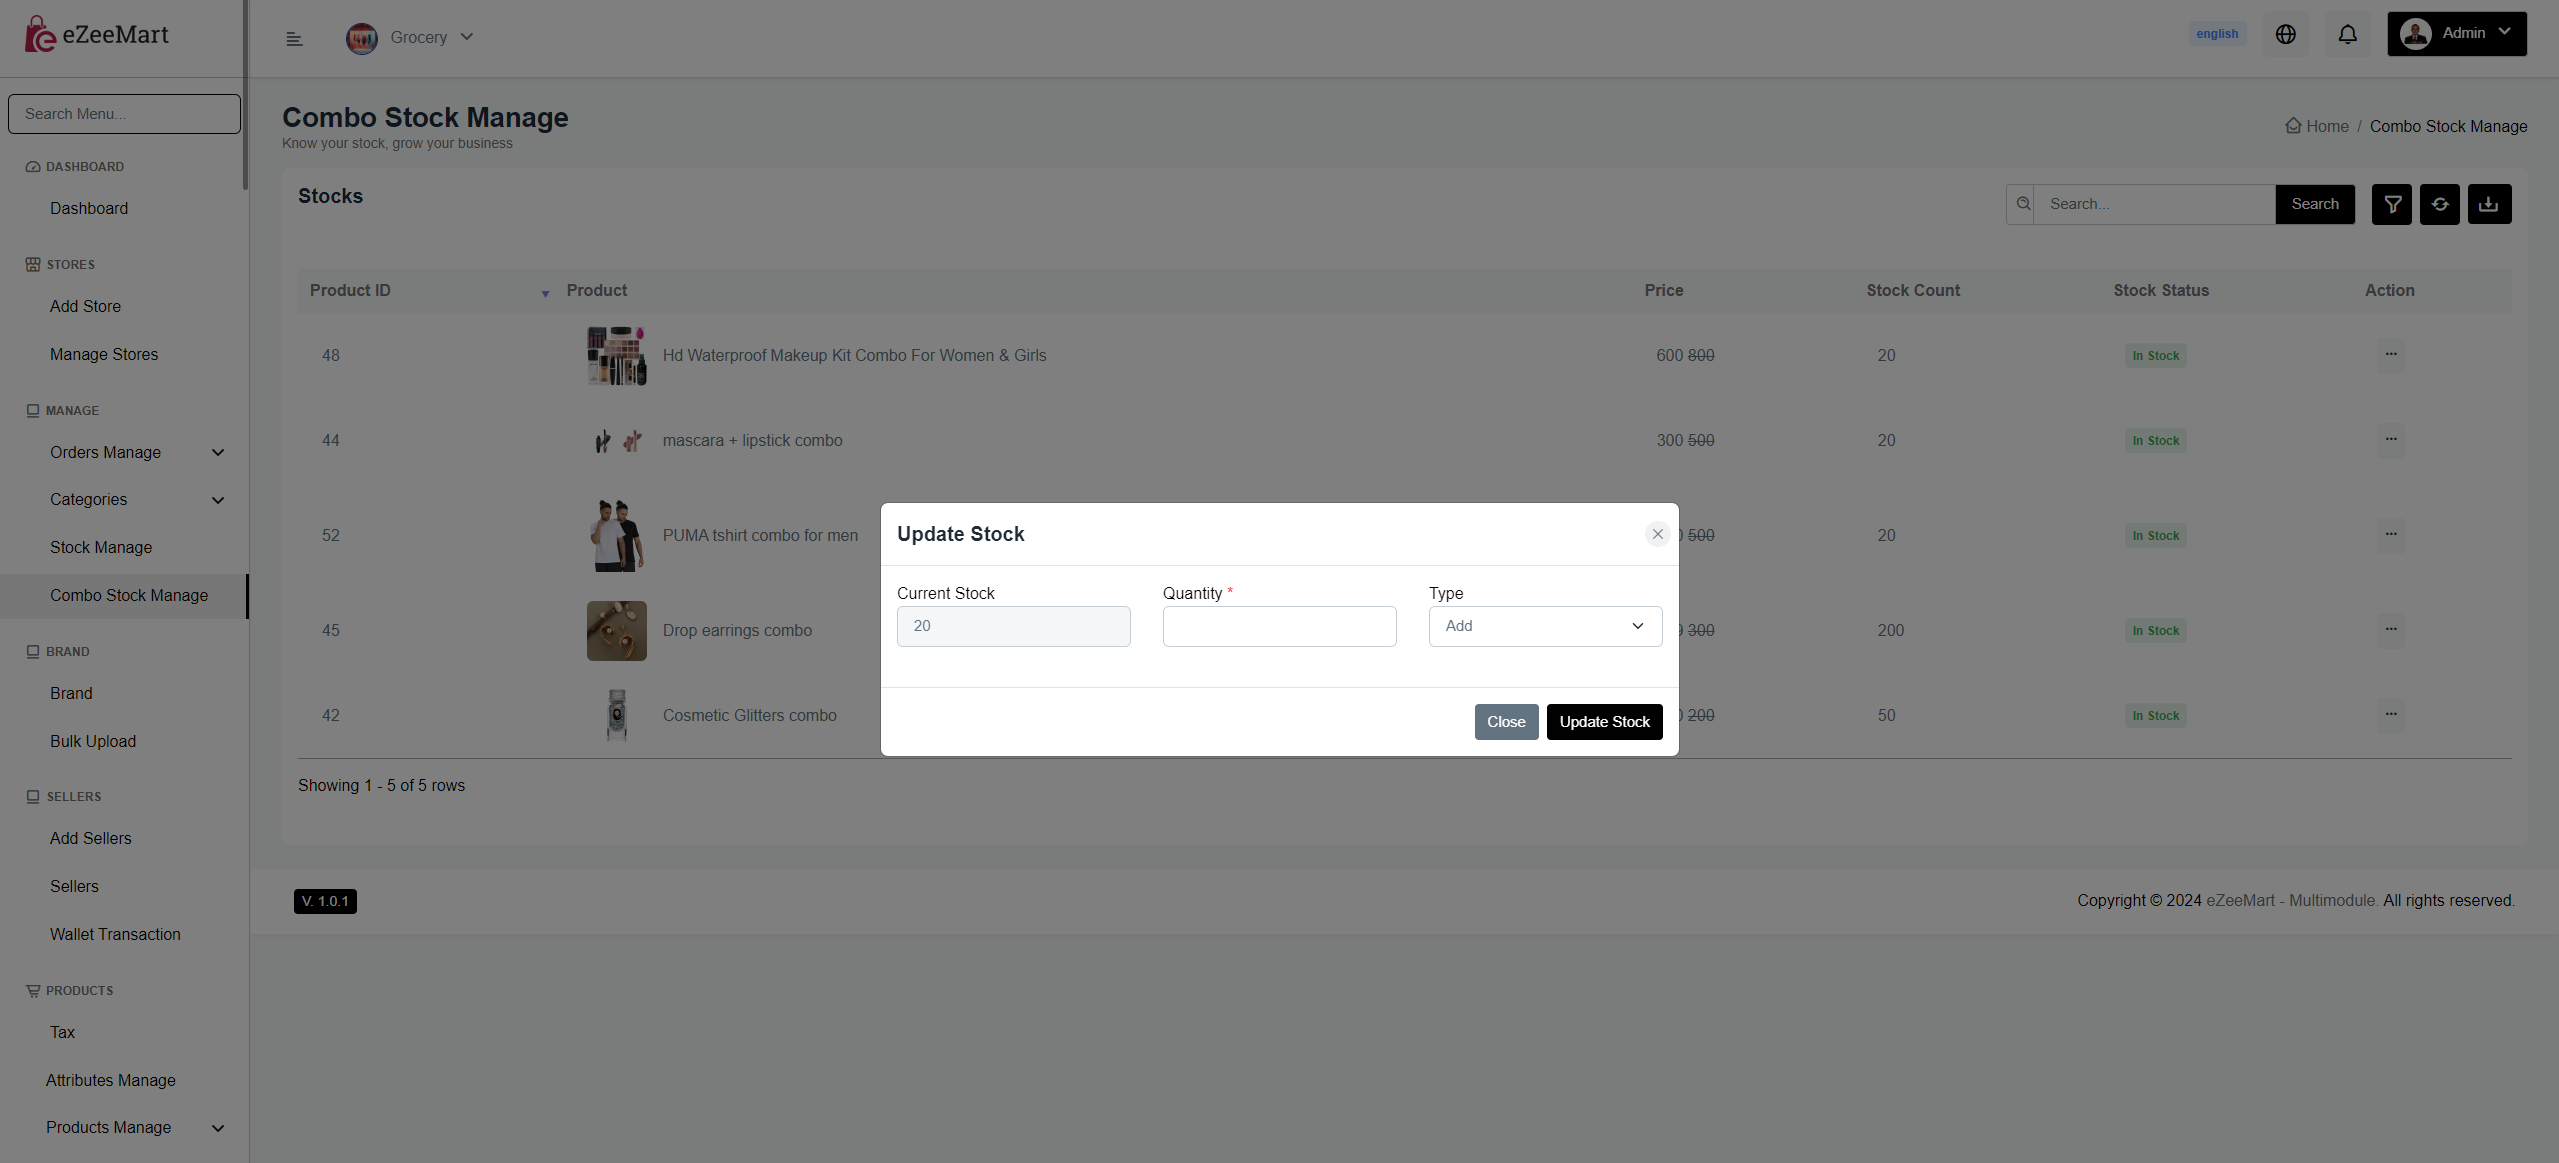 eZeeMart
Grocery
english
Admin
Search Menu...
DASHBOARD
Dashboard
STORES
Add Store
Manage Stores
MANAGE
Orders Manage
Categories
Stock Manage
Combo Stock Manage
BRAND
Brand
Bulk Upload
SELLERS
Add Sellers
Sellers
Wallet Transaction
PRODUCTS
Tax
Attributes Manage
Products Manage
Combo Stock Manage
Know your stock, grow your business
Home / Combo Stock Manage
Stocks
Search... Search
Product ID Product Price Stock Count Stock Status Action
48 Hd Waterproof Makeup Kit Combo For Women & Girls 600 800 20 In Stock ...
44 mascara + lipstick combo 300 500 20 In Stock ...
52 PUMA tshirt combo for men 500 20 In Stock ...
45 Drop earrings combo 300 200 In Stock ...
42 Cosmetic Glitters combo 200 50 In Stock ...
Showing 1 - 5 of 5 rows
Update Stock
Current Stock Quantity * Type
20 Add
Close Update Stock
V. 1.0.1
Copyright © 2024 eZeeMart - Multimodule. All rights reserved.